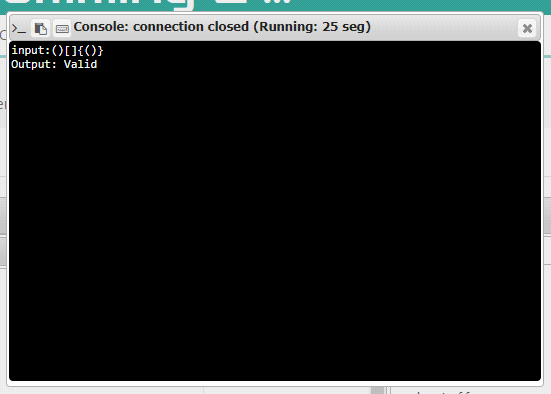 >_ Console: connection closed (Running: 25 seg)
input:()[]{()}
Output: Valid